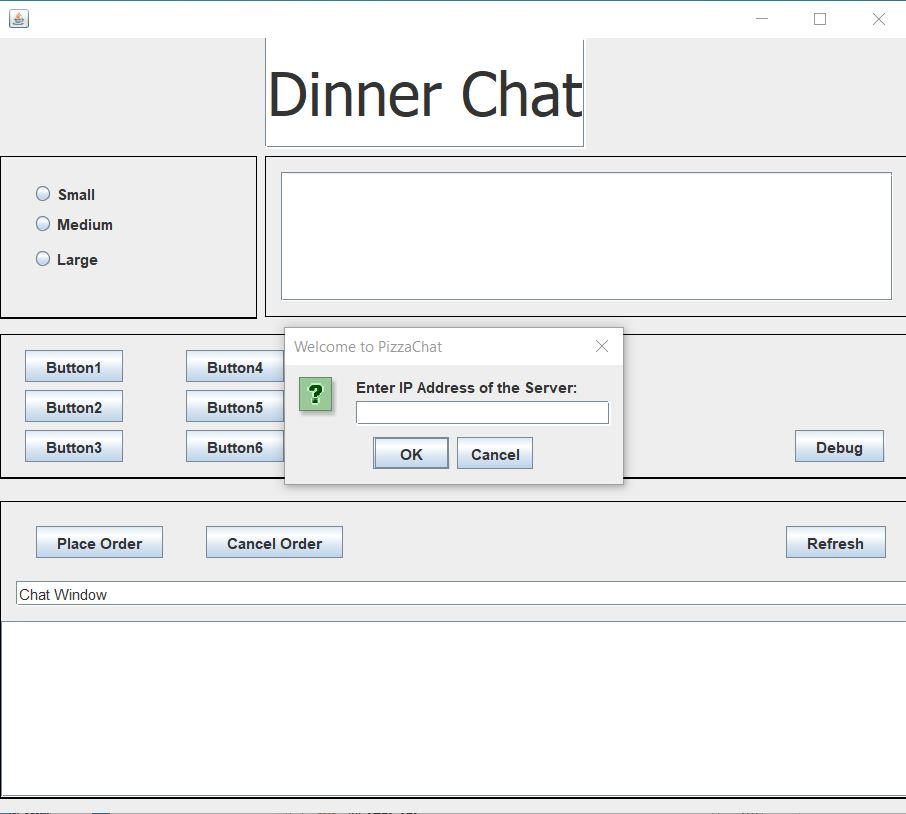 Dinner Chat
Small
Medium
Large
Welcome to PizzaChat
Enter IP Address of the Server:
OK Cancel
Button1 Button4
Button2 Button5
Button3 Button6 Debug
Place Order Cancel Order Refresh
Chat Window